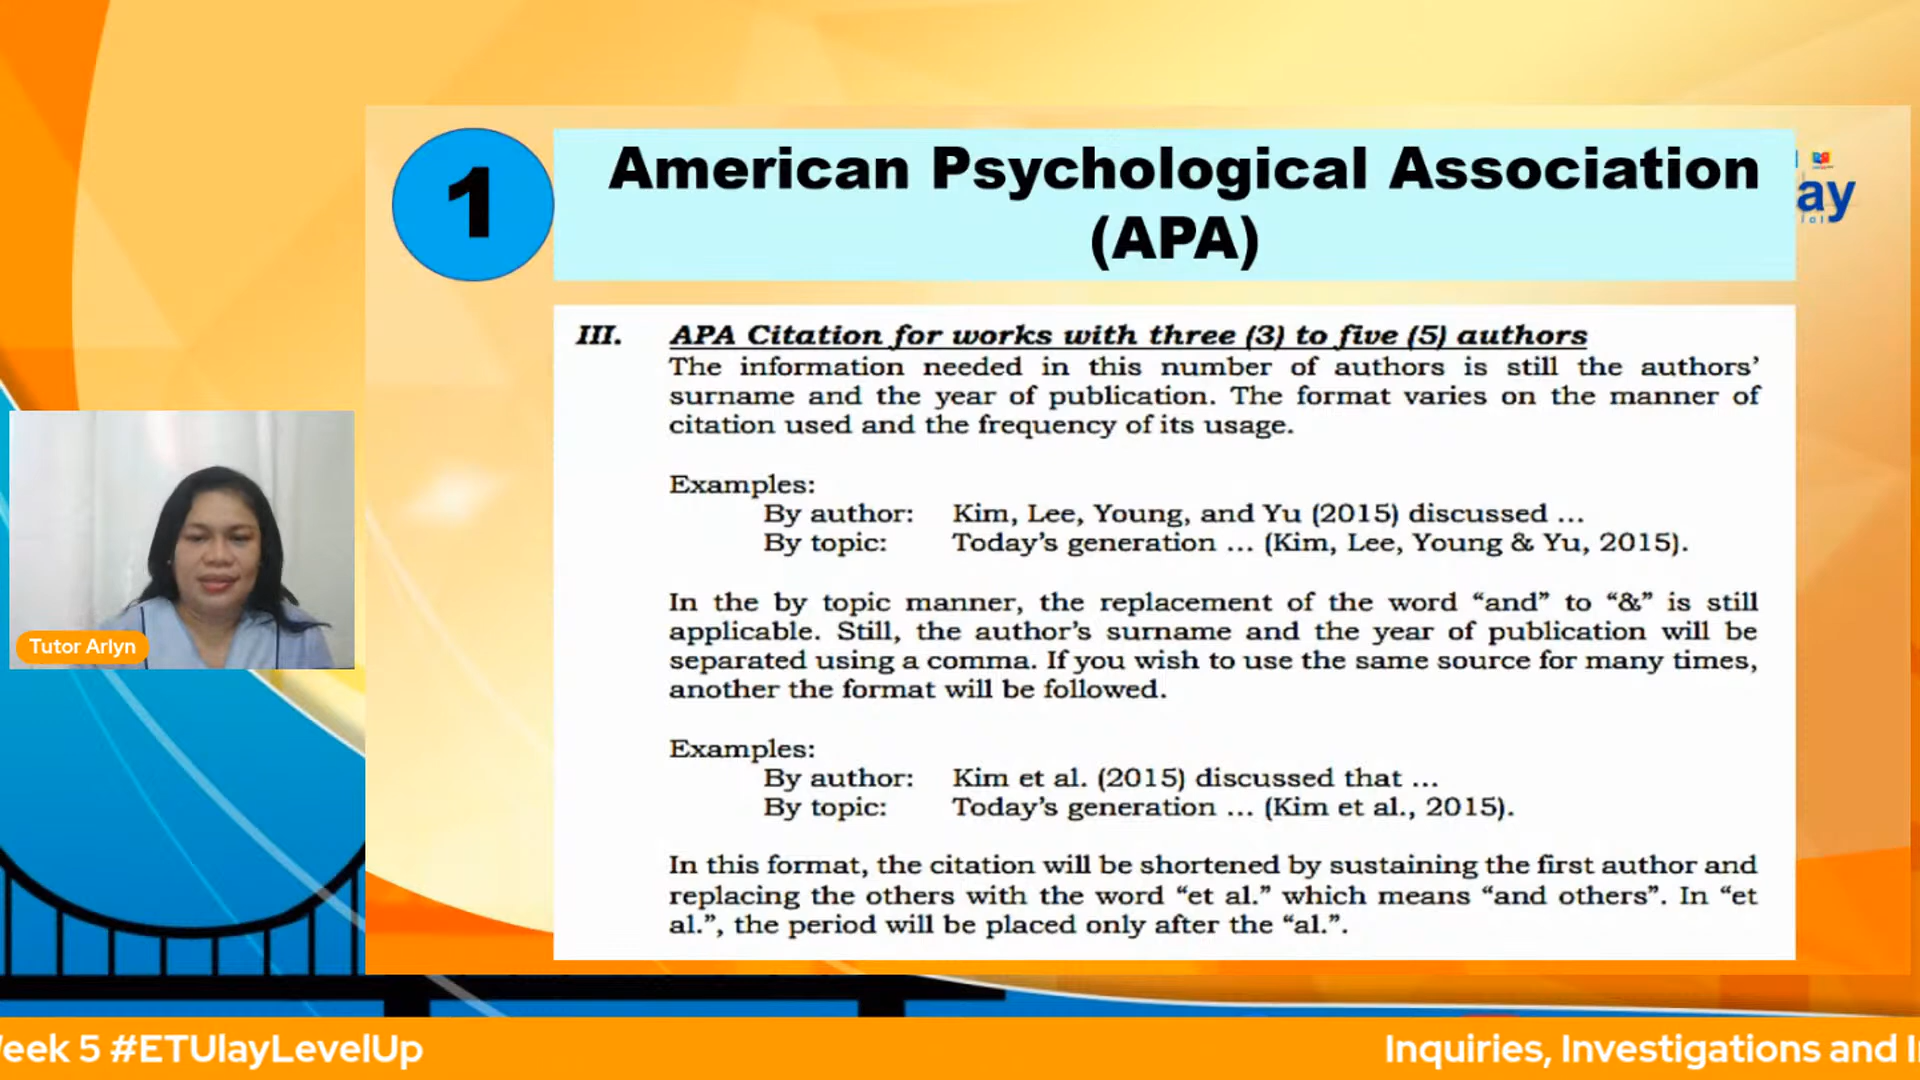 1
American Psychological Association
(APA)
ay
III. APA Citation for works with three (3) to five (5) authors
The information needed in this number of authors is still the authors’
surname and the year of publication. The format varies on the manner of
citation used and the frequency of its usage.
Examples:
By author: Kim, Lee, Young, and Yu (2015) discussed ...
By topic: Today’s generation ... (Kim, Lee, Young & Yu, 2015).
In the by topic manner, the replacement of the word “and” to “&” is still
applicable. Still, the author’s surname and the year of publication will be
separated using a comma. If you wish to use the same source for many times,
another the format will be followed.
Examples:
By author: Kim et al. (2015) discussed that ...
By topic: Today’s generation ... (Kim et al., 2015).
In this format, the citation will be shortened by sustaining the first author and
replacing the others with the word “et al.” which means “and others”. In “et
al.”, the period will be placed only after the “al.”.
Tutor Arlyn
eek 5 #ETUlayLevelUp
Inquiries, Investigations and I